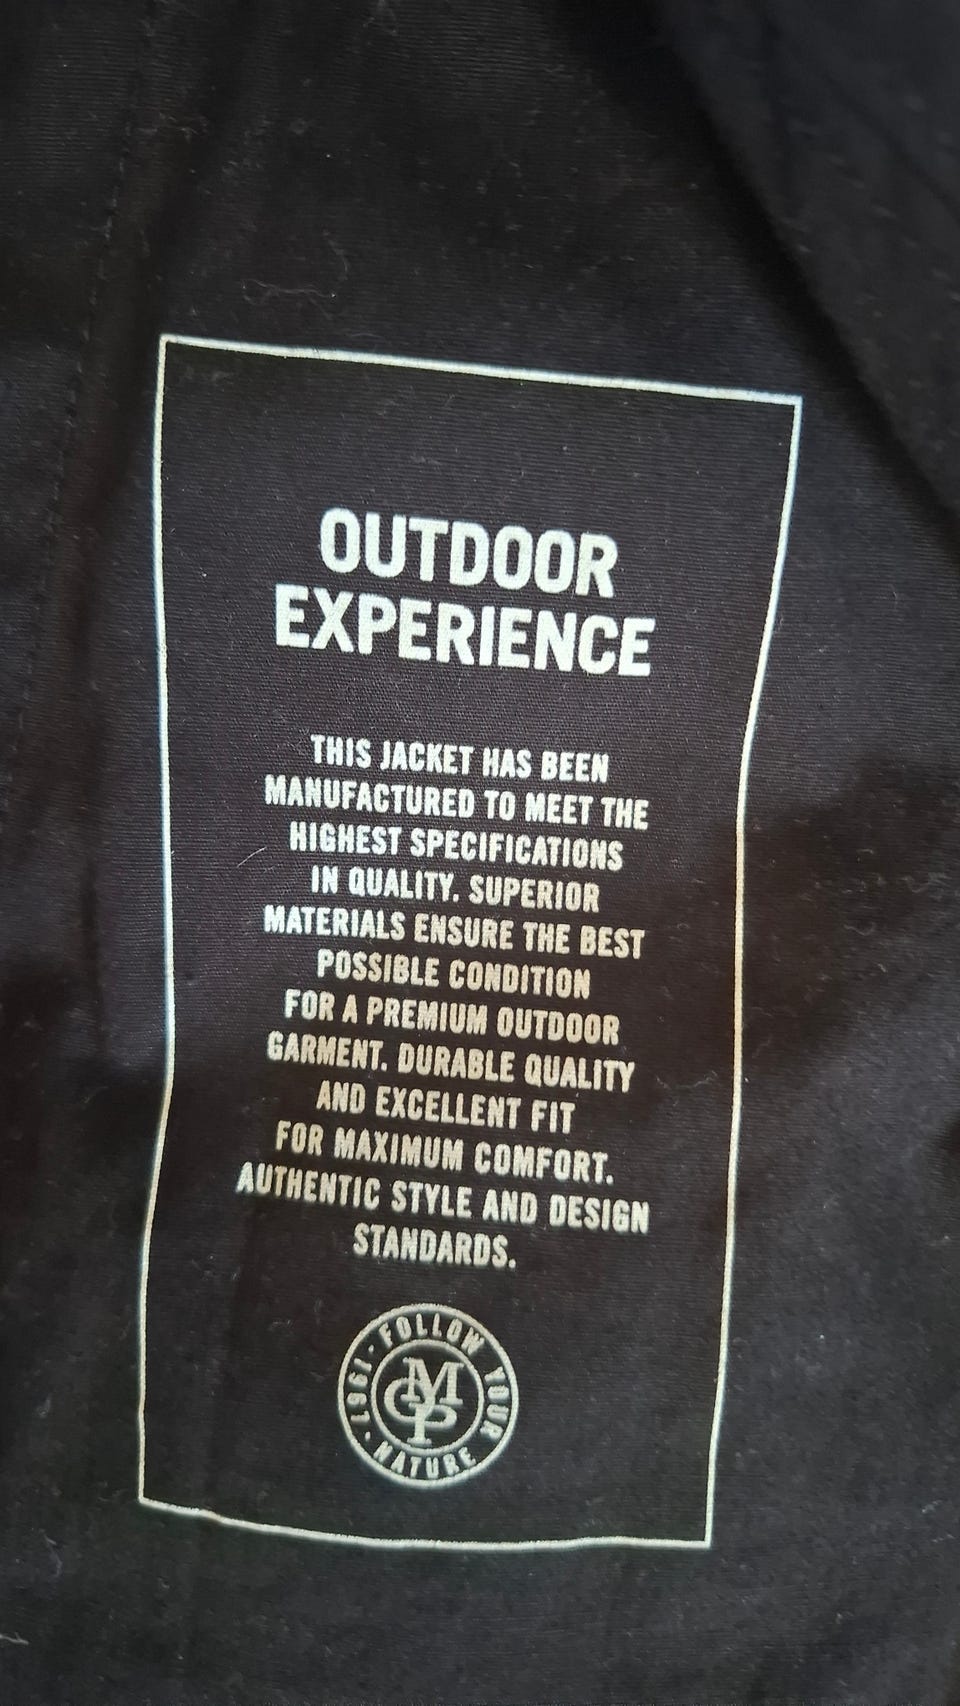 OUTDOOR
EXPERIENCE
THIS JACKET HAS BEEN
MANUFACTURED TO MEET THE
HIGHEST SPECIFICATIONS
IN QUALITY. SUPERIOR
MATERIALS ENSURE THE BEST
POSSIBLE CONDITION
FOR A PREMIUM OUTDOOR
GARMENT. DURABLE QUALITY
AND EXCELLENT FIT
FOR MAXIMUM COMFORT.
AUTHENTIC STYLE AND DESIGN
STANDARDS.
FOLLOW YOUR NATURE · 1967 ·
MOP